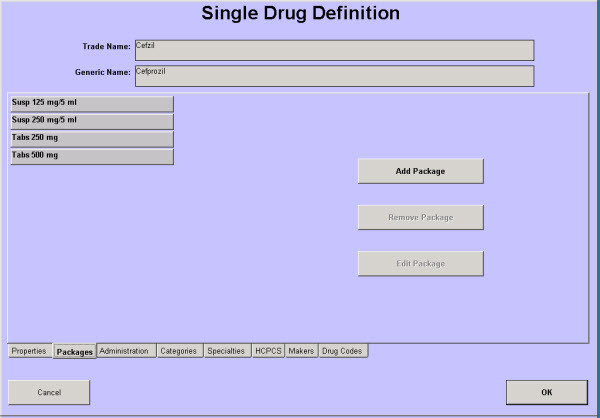 Single Drug Definition
Trade Name: Cefzil
Generic Name: Cefprozil
Susp 125 mg/5 ml
Susp 250 mg/5 ml
Tabs 250 mg
Tabs 500 mg
Add Package
Remove Package
Edit Package
Properties Packages Administration Categories Specialties HCPCS Makers Drug Codes
Cancel OK